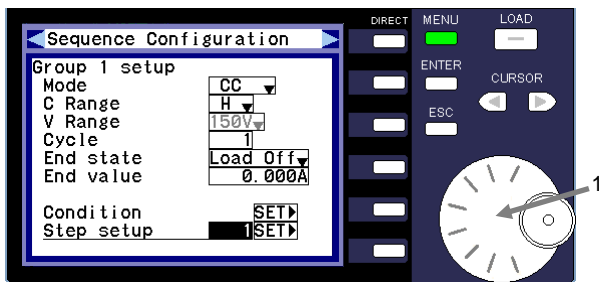 DIRECT MENU LOAD
Sequence Configuration
Group 1 setup
ENTER
Mode CC
CURSOR
C Range H
V Range 150V
ESC
Cycle 1
End state Load Off
End value 0.000A
1
Condition SET
Step setup 1 SET